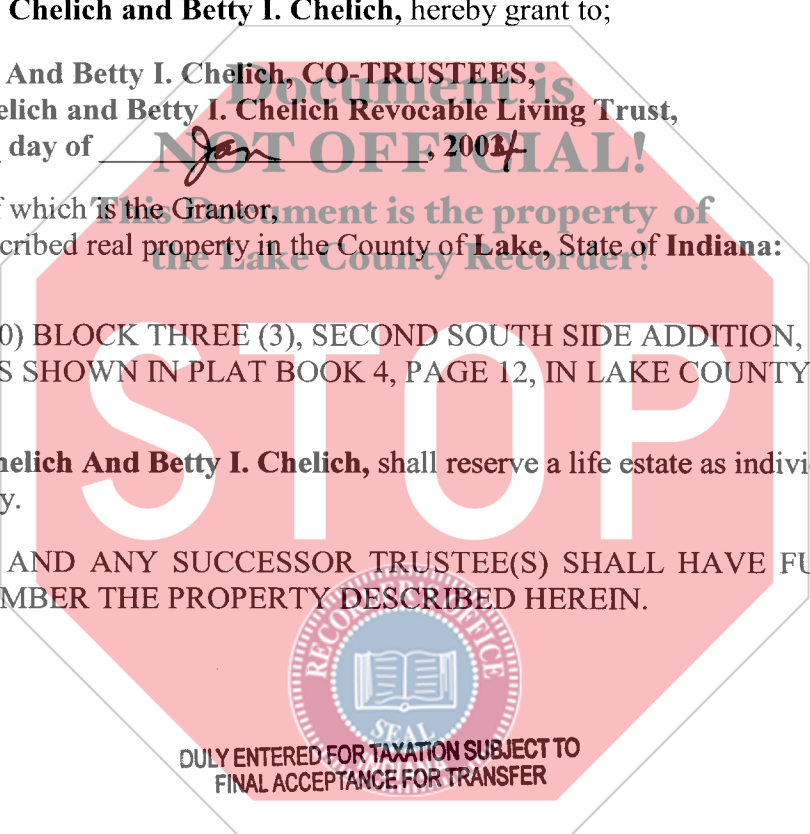 Chelich and Betty I. Chelich, hereby grant to;
And Betty I. Chelich, CO-TRUSTEES,
Document is
elich and Betty I. Chelich Revocable Living Trust,
day of Jan, 2004
NOT OFFICIAL!
f which is the Grantor,
This Document is the property of
cribed real property in the County of Lake, State of Indiana:
the Lake County Recorder!
0) BLOCK THREE (3), SECOND SOUTH SIDE ADDITION,
S SHOWN IN PLAT BOOK 4, PAGE 12, IN LAKE COUNTY
STOP
helich And Betty I. Chelich, shall reserve a life estate as indivi
y.
AND ANY SUCCESSOR TRUSTEE(S) SHALL HAVE FU
MBER THE PROPERTY DESCRIBED HEREIN.
RECORDER'S OFFICE
SEAL
INDIANA
DULY ENTERED FOR TAXATION SUBJECT TO
FINAL ACCEPTANCE FOR TRANSFER